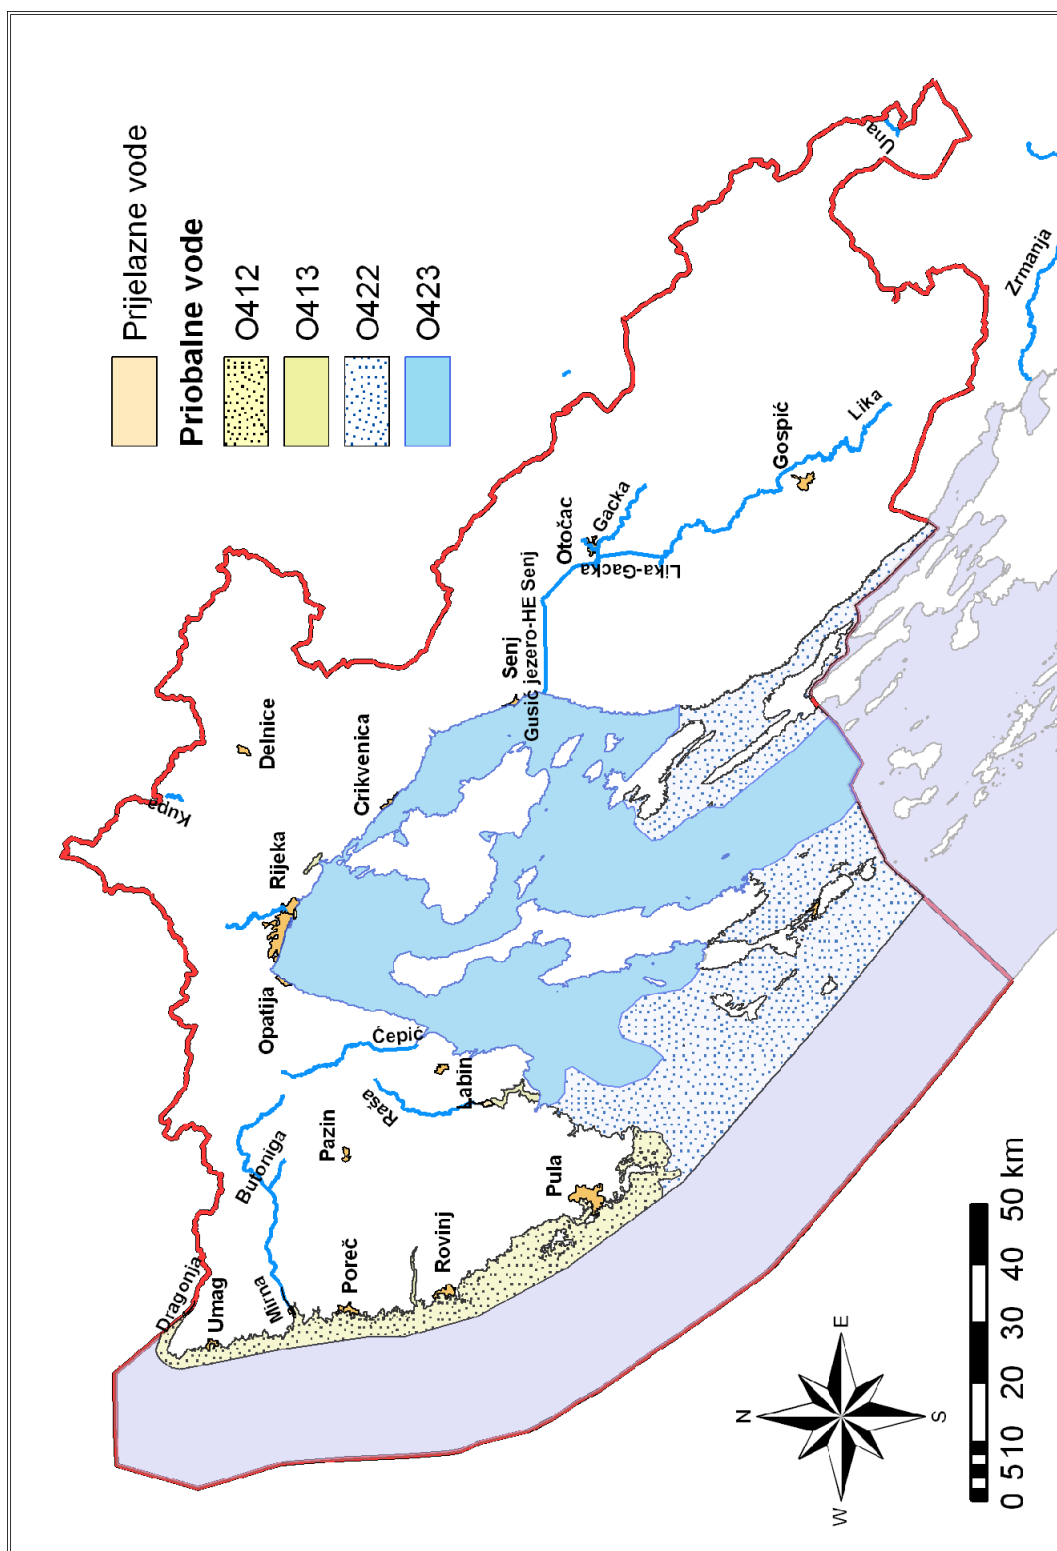 Prijelazne vode
Priobalne vode
O412
O413
O422
O423
Kupa
Delnice
Rijeka
Crikvenica
Opatija
Čepić
Labin
Raša
Pazin
Butoniga
Dragonja
Umag
Mirna
Poreč
Rovinj
Pula
Senj
Gusić jezero-HE Senj
Otočac
Gacka
Lika-Gacka
Gospić
Lika
Una
Zrmanja
N
E
S
W
0 5 10 20 30 40 50 km